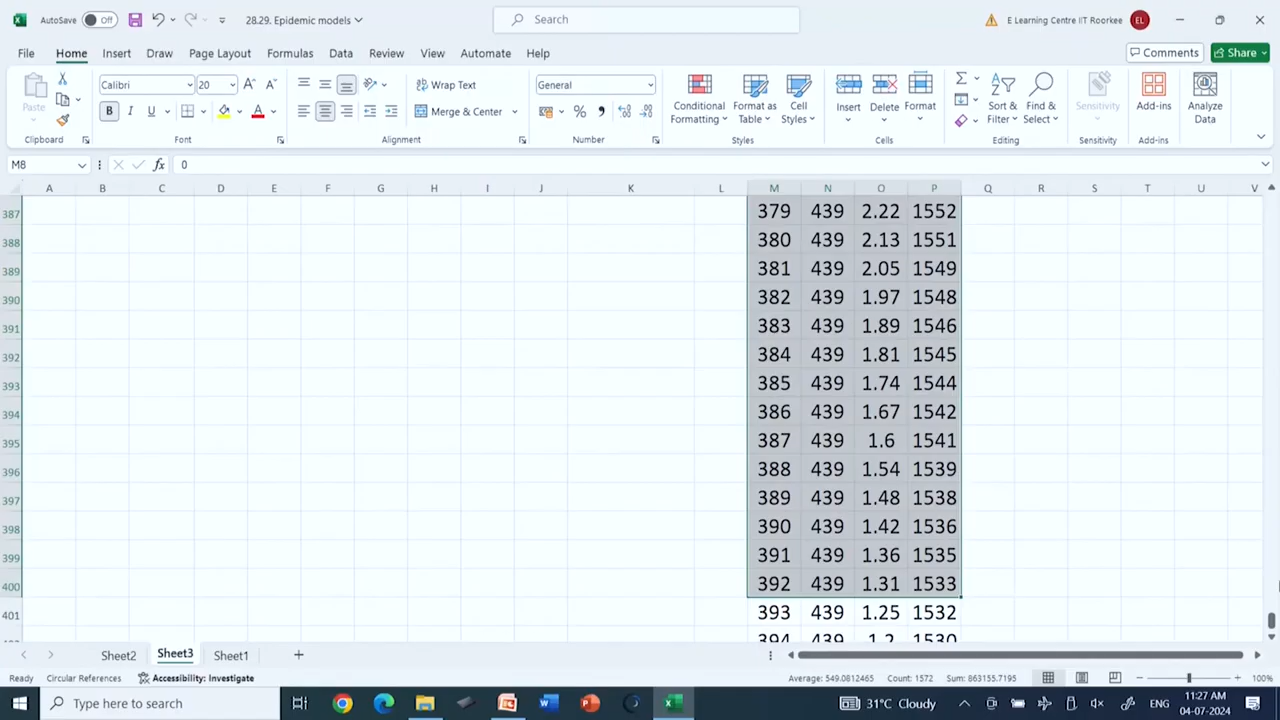 AutoSave Off 28.29. Epidemic models Search E Learning Centre IIT Roorkee EL
File Home Insert Draw Page Layout Formulas Data Review View Automate Help Comments Share
Paste Calibri 20 B I U A Wrap Text Merge & Center General % Conditional Formatting Format as Table Cell Styles Insert Delete Format Sort & Filter Find & Select Sensitivity Add-ins Analyze Data
Clipboard Font Alignment Number Styles Cells Editing Sensitivity Add-ins
M8 fx 0
A B C D E F G H I J K L M N O P Q R S T U V
387 379 439 2.22 1552
388 380 439 2.13 1551
389 381 439 2.05 1549
390 382 439 1.97 1548
391 383 439 1.89 1546
392 384 439 1.81 1545
393 385 439 1.74 1544
394 386 439 1.67 1542
395 387 439 1.6 1541
396 388 439 1.54 1539
397 389 439 1.48 1538
398 390 439 1.42 1536
399 391 439 1.36 1535
400 392 439 1.31 1533
401 393 439 1.25 1532
394 439 1.2 1530
Sheet2 Sheet3 Sheet1
Ready Circular References Accessibility: Investigate Average: 549.0812465 Count: 1572 Sum: 863155.7195 100%
Type here to search 31°C Cloudy ENG 11:27 AM
04-07-2024